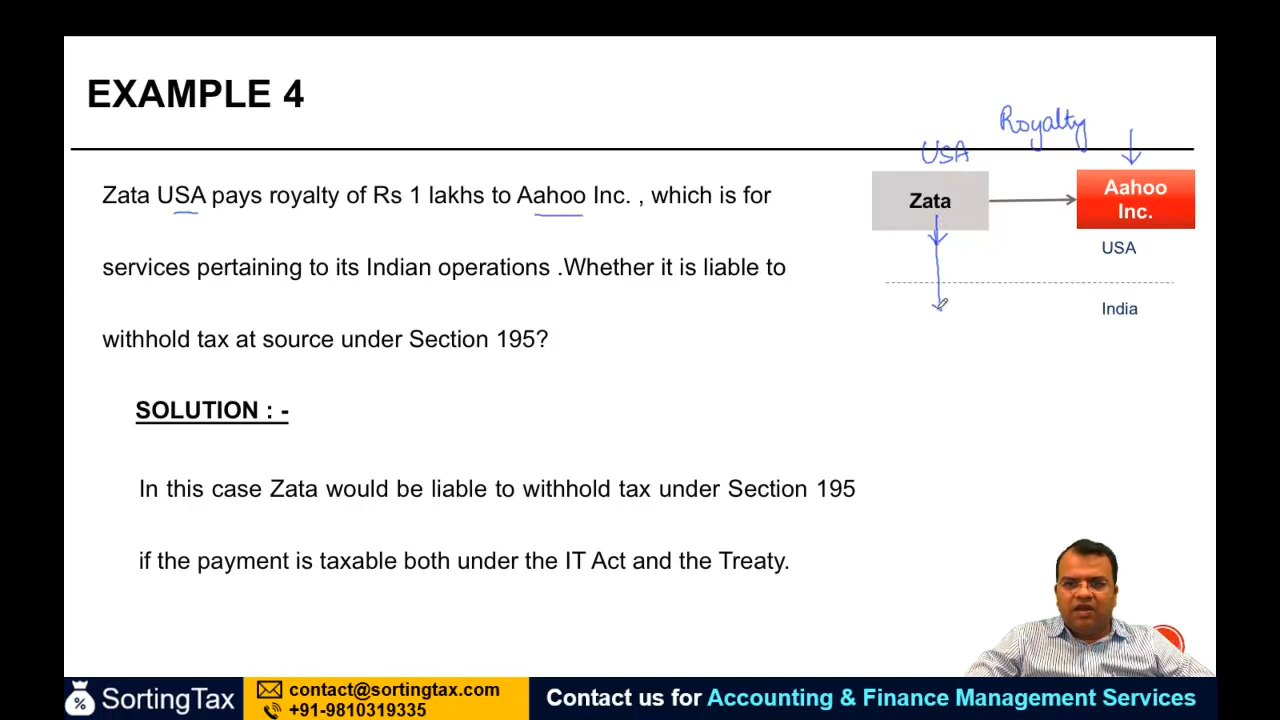 EXAMPLE 4
Royalty
USA
Zata USA pays royalty of Rs 1 lakhs to Aahoo Inc. , which is for
services pertaining to its Indian operations .Whether it is liable to
withhold tax at source under Section 195?
Zata
Aahoo
Inc.
USA
India
SOLUTION : -
In this case Zata would be liable to withhold tax under Section 195
if the payment is taxable both under the IT Act and the Treaty.
SortingTax
contact@sortingtax.com
+91-9810319335
Contact us for Accounting & Finance Management Services